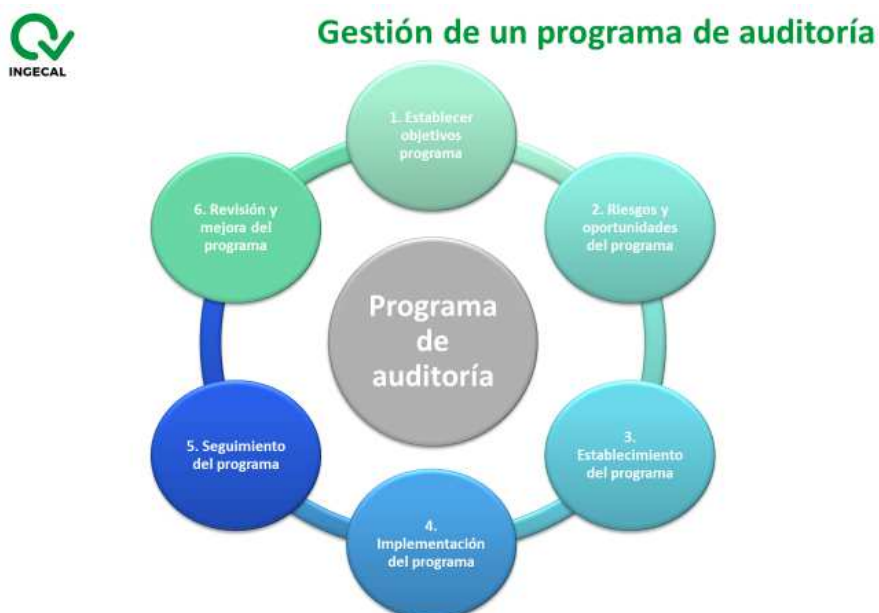 INGECAL
Gestión de un programa de auditoría
1. Establecer
objetivos
programa
2. Riesgos y
oportunidades
del programa
3.
Establecimiento
del programa
4.
Implementación
del programa
5. Seguimiento
del programa
6. Revisión y
mejora del
programa
Programa
de
auditoría